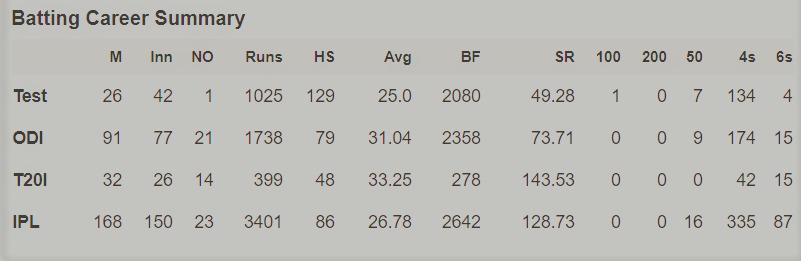 Batting Career Summary
M Inn NO Runs HS Avg BF SR 100 200 50 4s 6s
Test 26 42 1 1025 129 25.0 2080 49.28 1 0 7 134 4
ODI 91 77 21 1738 79 31.04 2358 73.71 0 0 9 174 15
T20I 32 26 14 399 48 33.25 278 143.53 0 0 0 42 15
IPL 168 150 23 3401 86 26.78 2642 128.73 0 0 16 335 87